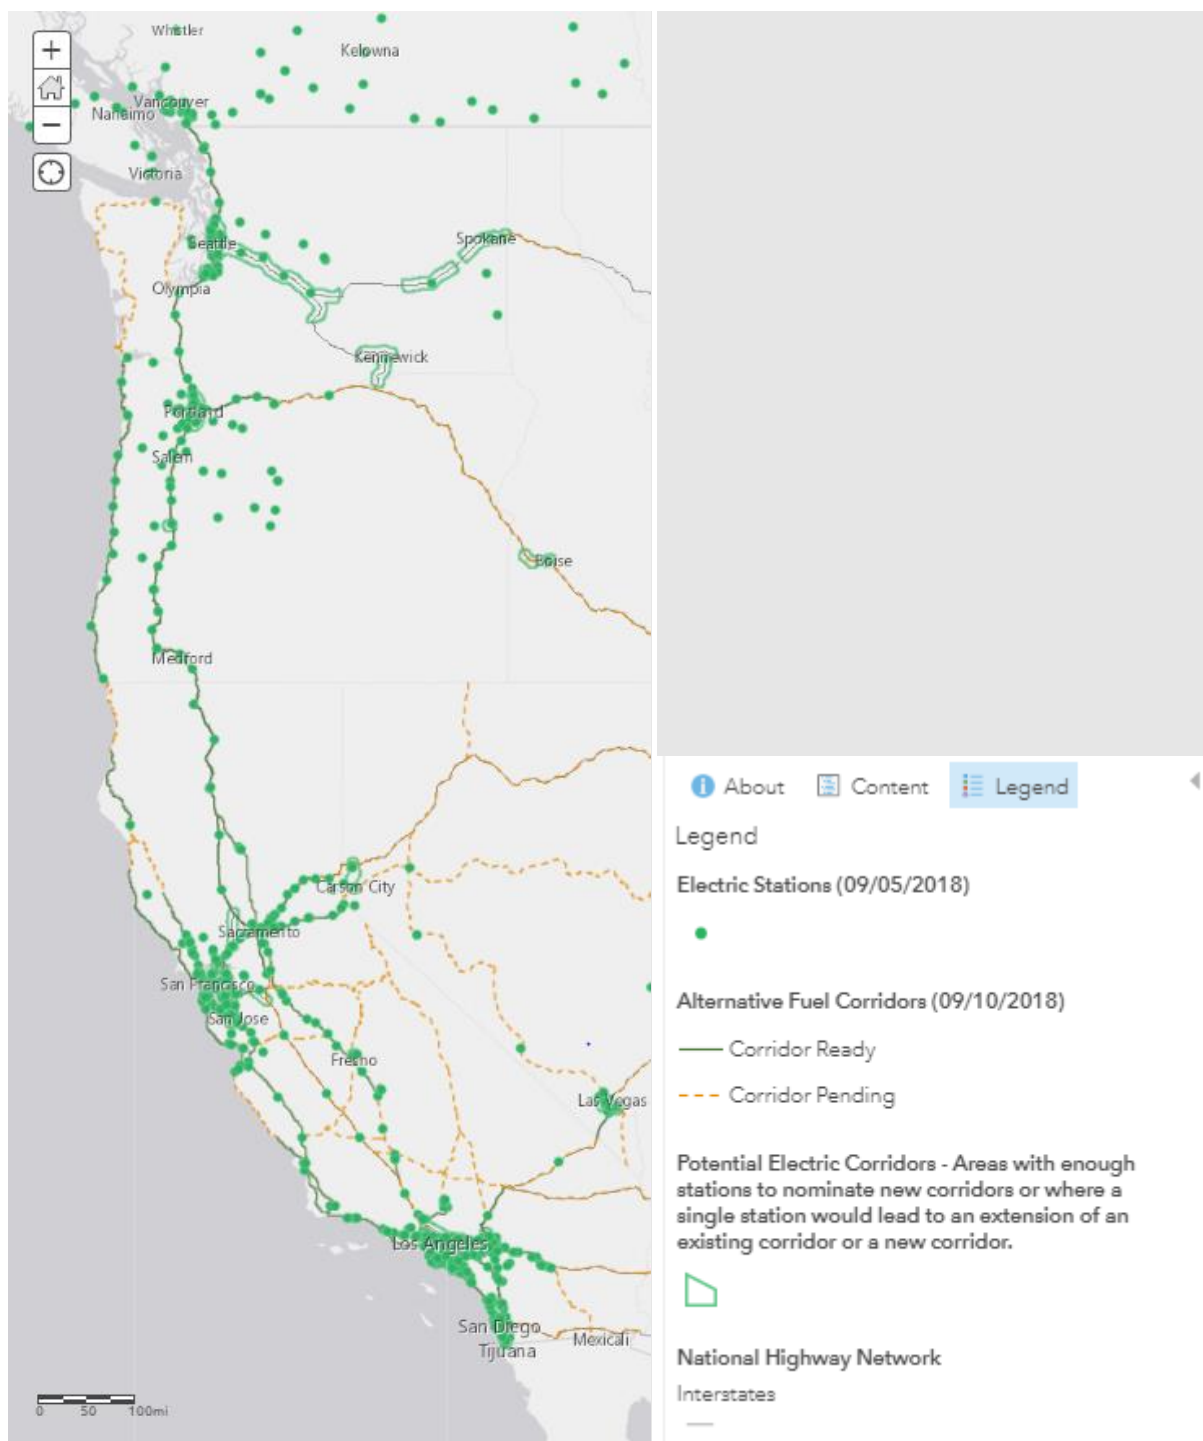 Whistler
Kelowna
+
Vancouver
Nanaimo
−
Victoria
Seattle
Spokane
Olympia
Kennewick
Portland
Salem
Boise
Medford
Carson City
Sacramento
San Francisco
San Jose
Fresno
Las Vegas
Los Angeles
San Diego
Mexicali
Tijuana
0 50 100mi
About Content Legend
Legend
Electric Stations (09/05/2018)
Alternative Fuel Corridors (09/10/2018)
Corridor Ready
Corridor Pending
Potential Electric Corridors - Areas with enough
stations to nominate new corridors or where a
single station would lead to an extension of an
existing corridor or a new corridor.
National Highway Network
Interstates